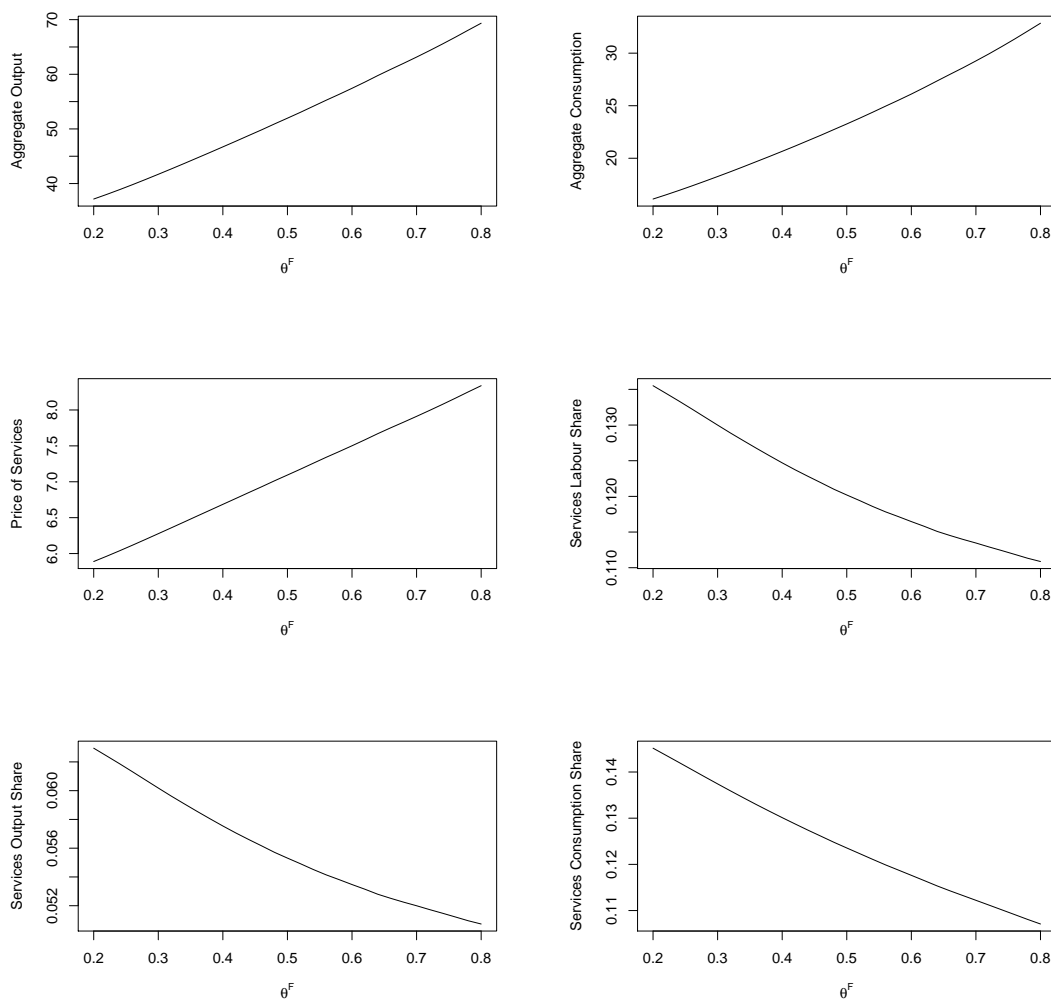 Aggregate Output
40 50 60 70
0.2 0.3 0.4 0.5 0.6 0.7 0.8
θ^F
Aggregate Consumption
20 25 30
0.2 0.3 0.4 0.5 0.6 0.7 0.8
θ^F
Price of Services
6.0 6.5 7.0 7.5 8.0
0.2 0.3 0.4 0.5 0.6 0.7 0.8
θ^F
Services Labour Share
0.110 0.120 0.130
0.2 0.3 0.4 0.5 0.6 0.7 0.8
θ^F
Services Output Share
0.052 0.056 0.060
0.2 0.3 0.4 0.5 0.6 0.7 0.8
θ^F
Services Consumption Share
0.11 0.12 0.13 0.14
0.2 0.3 0.4 0.5 0.6 0.7 0.8
θ^F